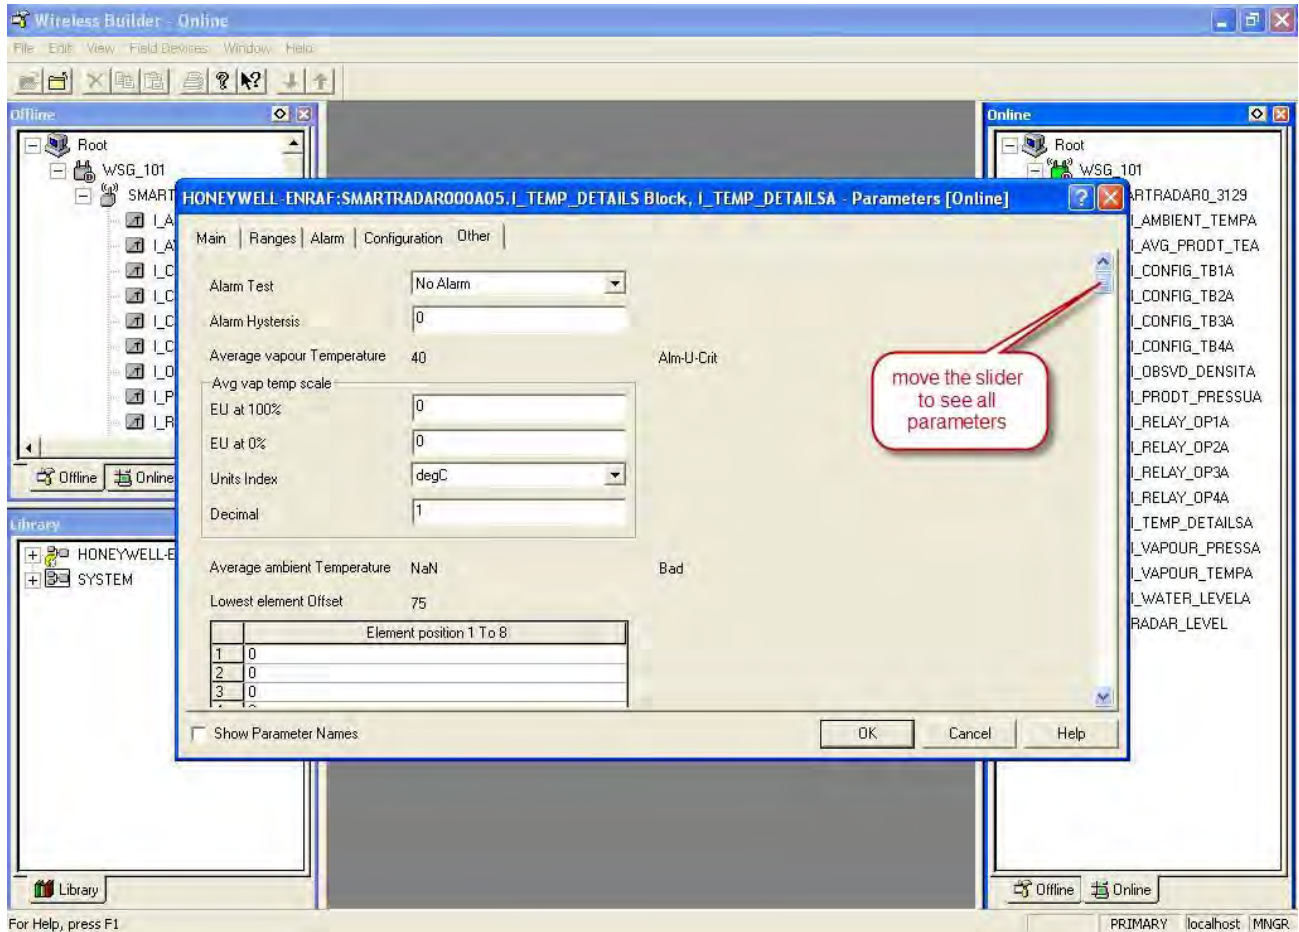 Wireless Builder - Online
File Edit View Field Devices Window Help
Offline
Root
WSG_101
SMART
I_A
I_A
I_C
I_C
I_C
I_C
I_O
I_P
I_R
Offline Online
Library
HONEYWELL-E
SYSTEM
Library
HONEYWELL-ENRAF:SMARTRADAR000A05.I_TEMP_DETAILS Block, I_TEMP_DETAILSA - Parameters [Online]
Main Ranges Alarm Configuration Other
Alarm Test No Alarm
Alarm Hystersis 0
Average vapour Temperature 40 Alm-U-Crit
Avg vap temp scale
EU at 100% 0
EU at 0% 0
Units Index degC
Decimal 1
Average ambient Temperature NaN Bad
Lowest element Offset 75
Element position 1 To 8
1 0
2 0
3 0
move the slider
to see all
parameters
Show Parameter Names
OK Cancel Help
Online
Root
WSG_101
ARTRADAR0_3129
I_AMBIENT_TEMPA
I_AVG_PRODT_TEA
I_CONFIG_TB1A
I_CONFIG_TB2A
I_CONFIG_TB3A
I_CONFIG_TB4A
I_OBSVD_DENSITA
I_PRODT_PRESSUA
I_RELAY_OP1A
I_RELAY_OP2A
I_RELAY_OP3A
I_RELAY_OP4A
I_TEMP_DETAILSA
I_VAPOUR_PRESSA
I_VAPOUR_TEMPA
I_WATER_LEVELA
RADAR_LEVEL
Offline Online
For Help, press F1
PRIMARY localhost MNGR